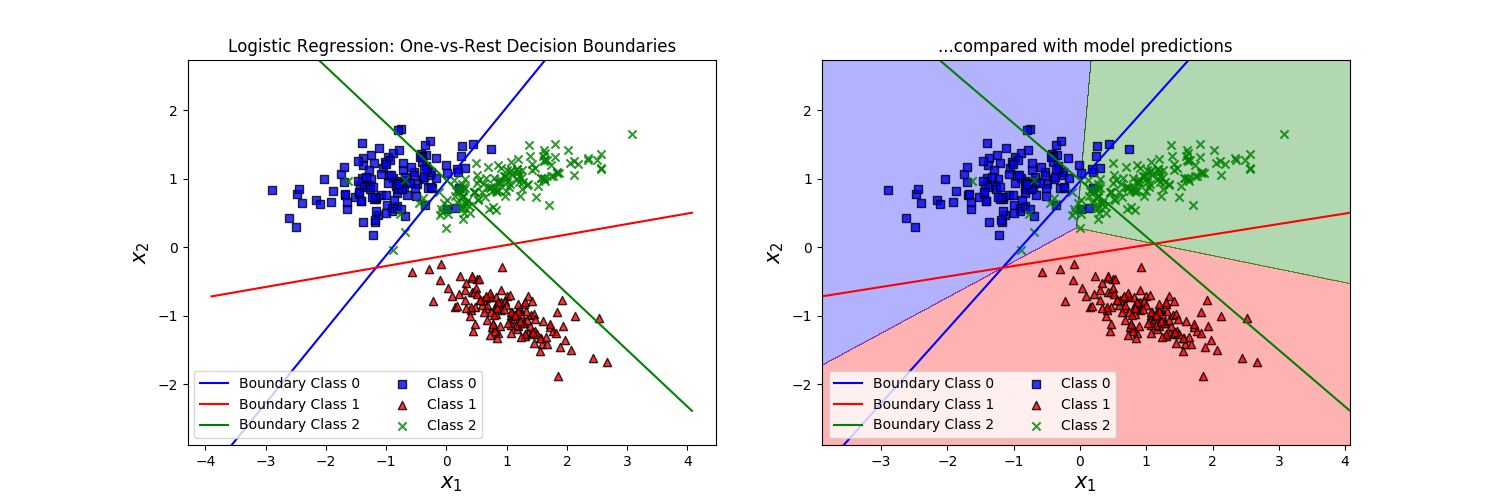 Logistic Regression: One-vs-Rest Decision Boundaries
x₂
2
1
0
−1
−2
Boundary Class 0
Boundary Class 1
Boundary Class 2
Class 0
Class 1
Class 2
−4 −3 −2 −1 0 1 2 3 4
x₁
...compared with model predictions
x₂
2
1
0
−1
−2
Boundary Class 0
Boundary Class 1
Boundary Class 2
Class 0
Class 1
Class 2
−3 −2 −1 0 1 2 3 4
x₁